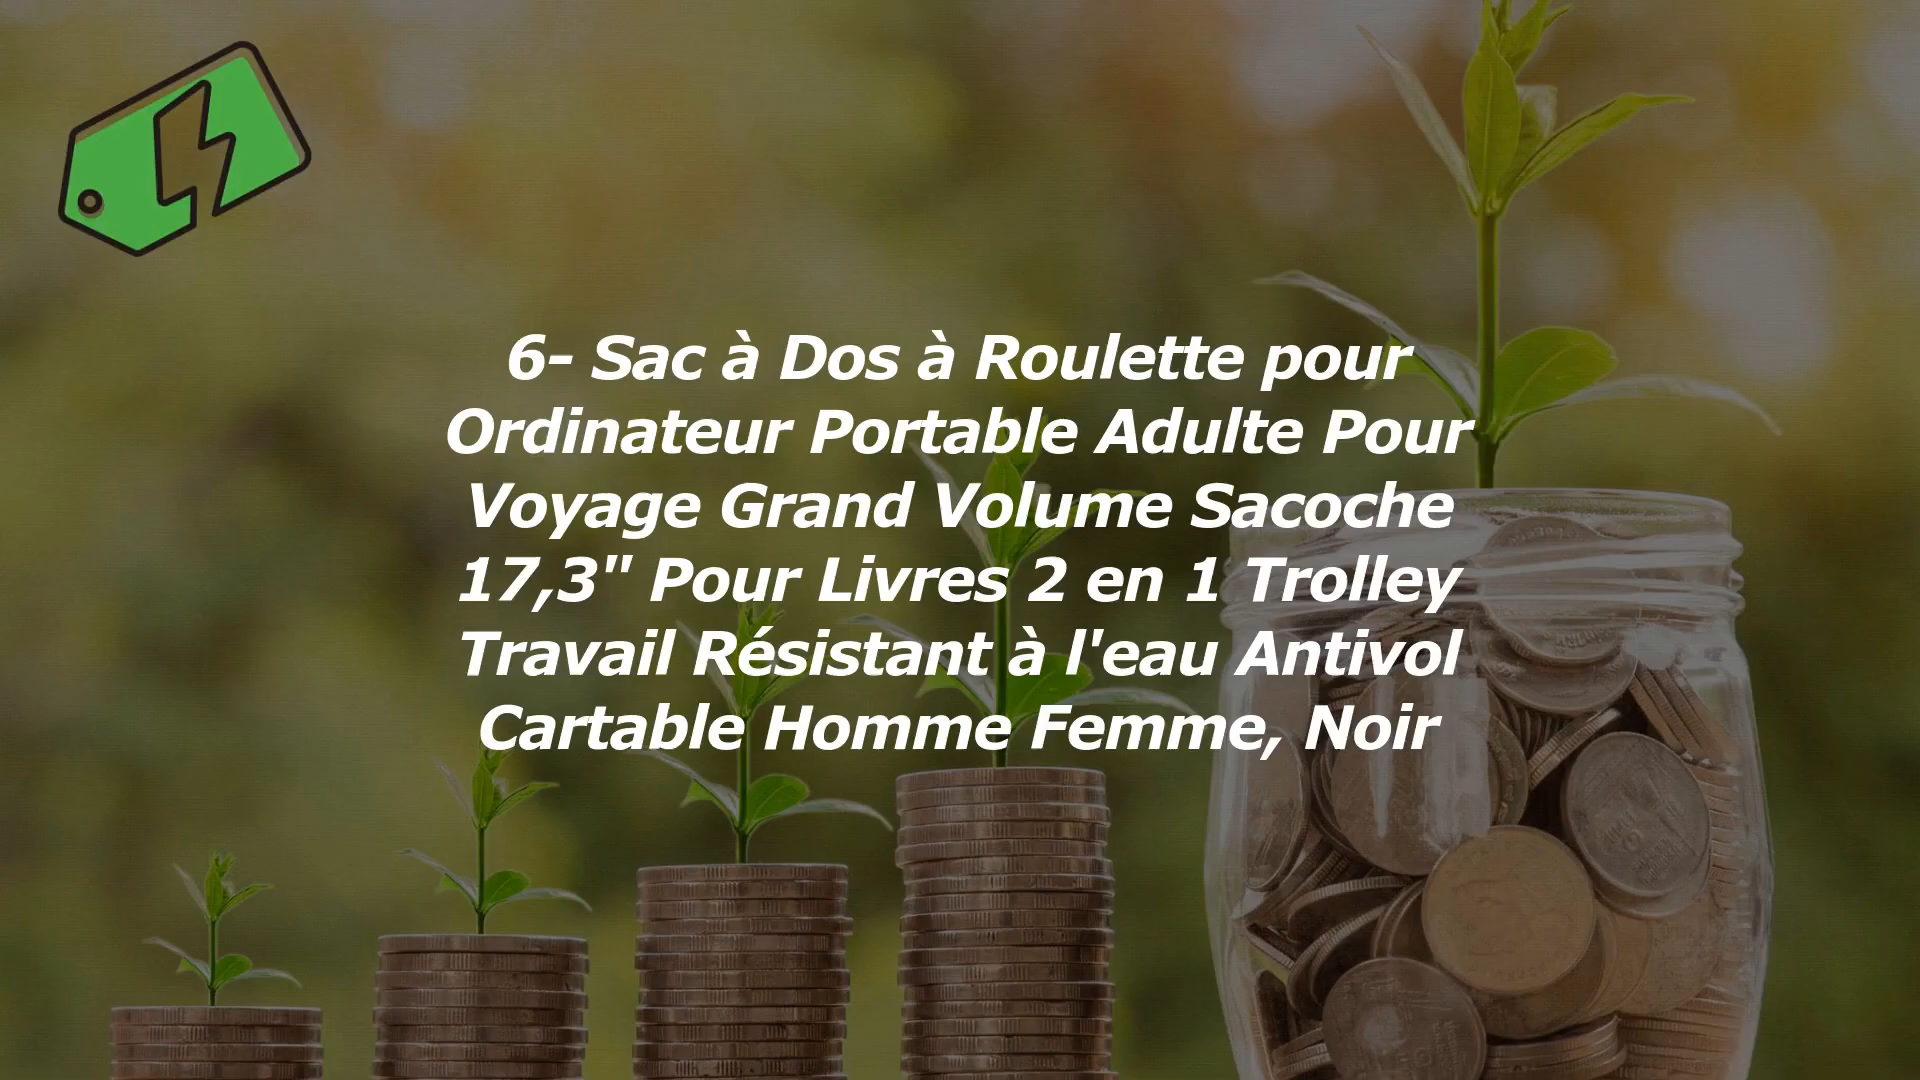 6- Sac à Dos à Roulette pour
Ordinateur Portable Adulte Pour
Voyage Grand Volume Sacoche
17,3" Pour Livres 2 en 1 Trolley
Travail Résistant à l'eau Antivol
Cartable Homme Femme, Noir